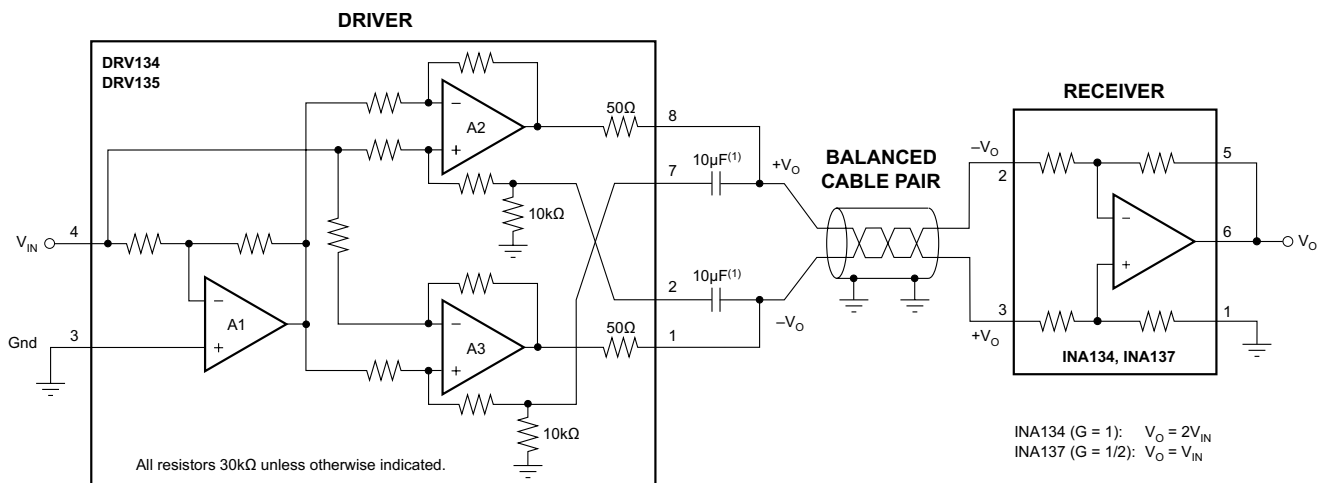 DRIVER
DRV134
DRV135
A2
50Ω
8
7
10µF(1)
+VO
BALANCED
CABLE PAIR
RECEIVER
–VO
2
5
10kΩ
VIN
4
6
VO
A1
Gnd
3
2
10µF(1)
–VO
A3
50Ω
1
3
+VO
1
INA134, INA137
10kΩ
All resistors 30kΩ unless otherwise indicated.
INA134 (G = 1): VO = 2VIN
INA137 (G = 1/2): VO = VIN